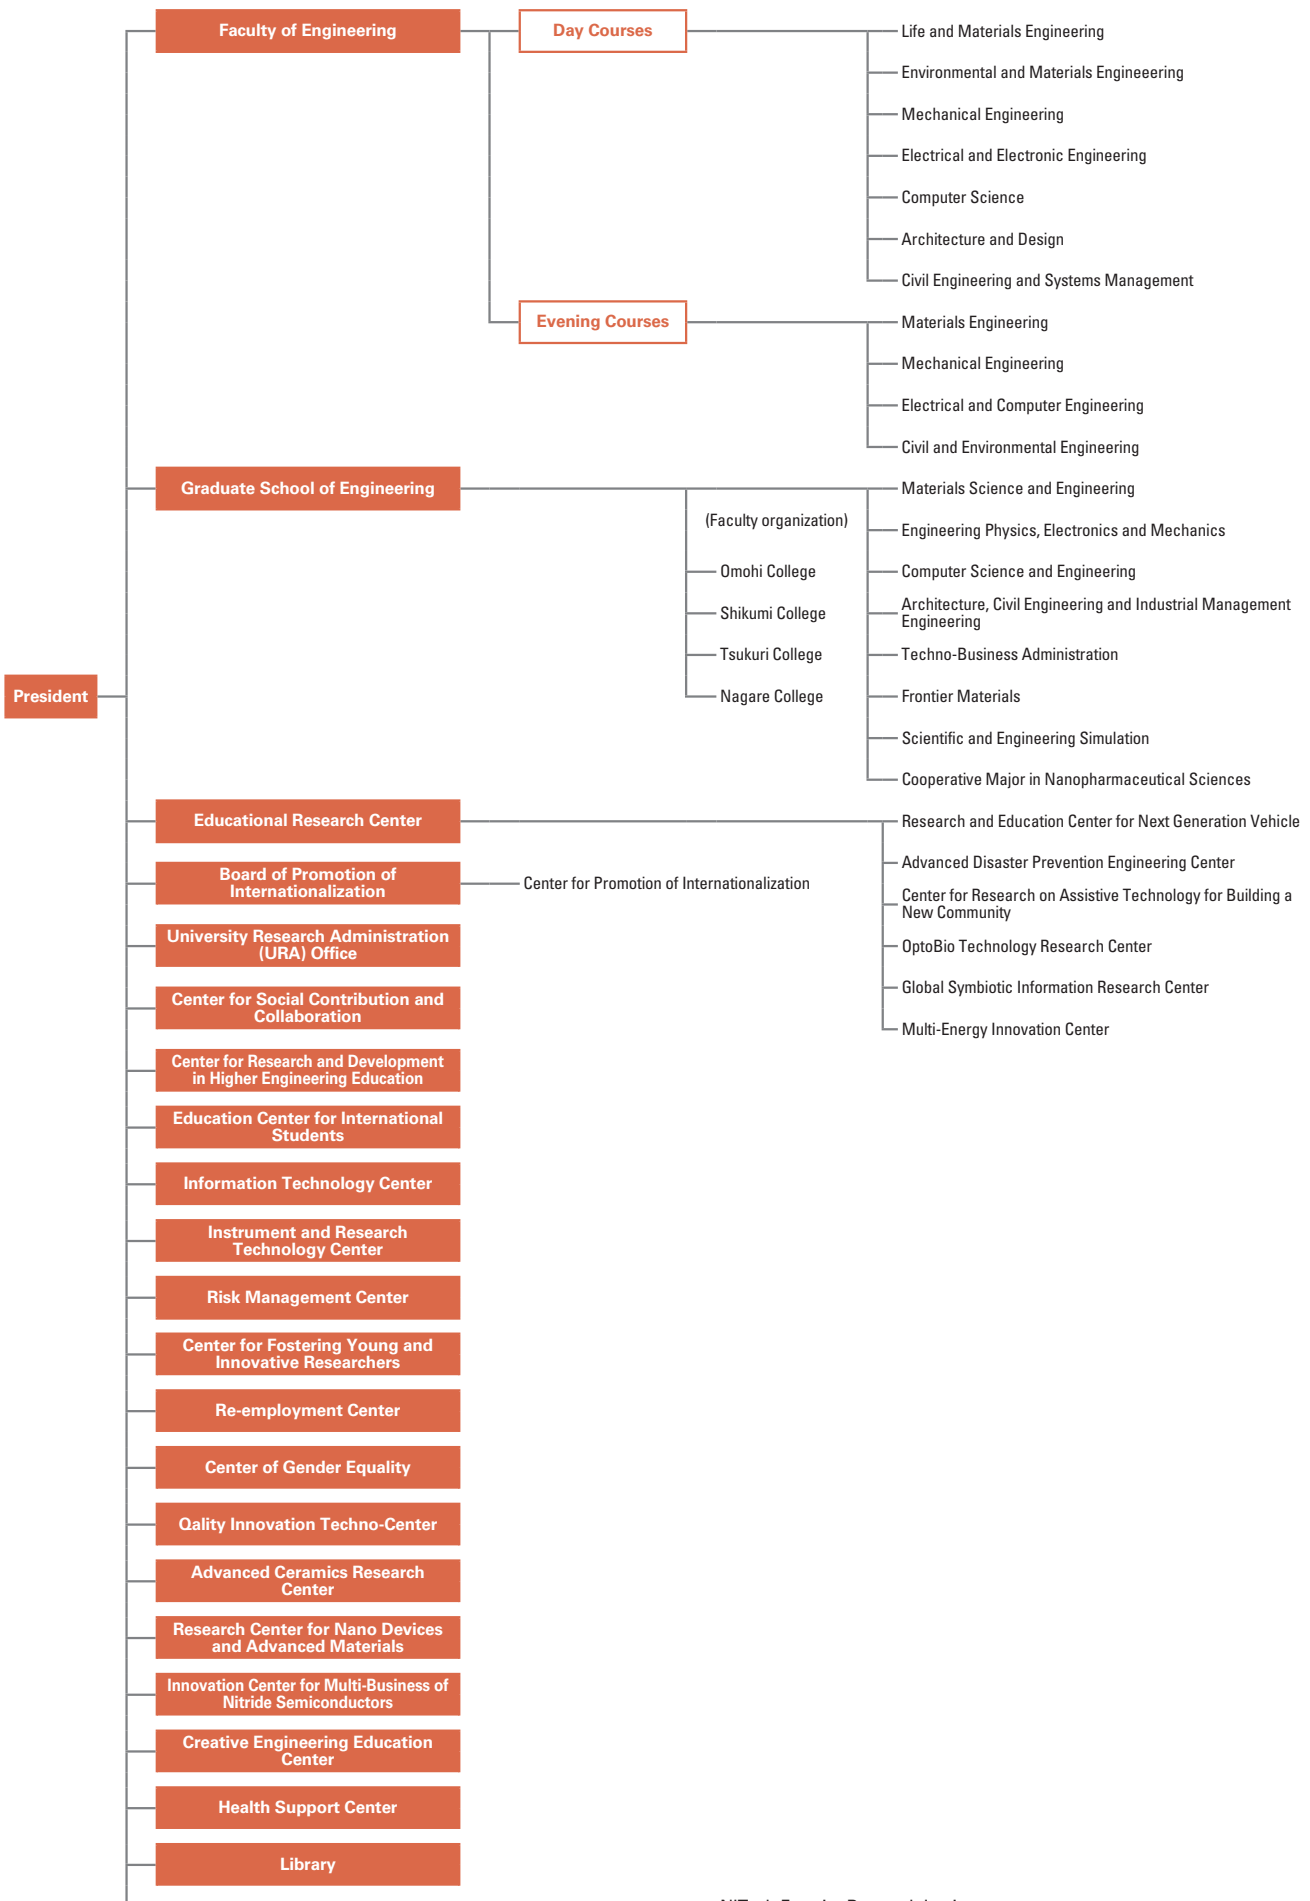 Faculty of Engineering
Day Courses
Life and Materials Engineering
Environmental and Materials Engineeering
Mechanical Engineering
Electrical and Electronic Engineering
Computer Science
Architecture and Design
Civil Engineering and Systems Management
Evening Courses
Materials Engineering
Mechanical Engineering
Electrical and Computer Engineering
Civil and Environmental Engineering
Graduate School of Engineering
(Faculty organization)
Omohi College
Shikumi College
Tsukuri College
Nagare College
Materials Science and Engineering
Engineering Physics, Electronics and Mechanics
Computer Science and Engineering
Architecture, Civil Engineering and Industrial Management
Engineering
Techno-Business Administration
Frontier Materials
Scientific and Engineering Simulation
Cooperative Major in Nanopharmaceutical Sciences
President
Educational Research Center
Research and Education Center for Next Generation Vehicle
Advanced Disaster Prevention Engineering Center
Center for Research on Assistive Technology for Building a
New Community
OptoBio Technology Research Center
Global Symbiotic Information Research Center
Multi-Energy Innovation Center
Board of Promotion of
Internationalization
Center for Promotion of Internationalization
University Research Administration
(URA) Office
Center for Social Contribution and
Collaboration
Center for Research and Development
in Higher Engineering Education
Education Center for International
Students
Information Technology Center
Instrument and Research
Technology Center
Risk Management Center
Center for Fostering Young and
Innovative Researchers
Re-employment Center
Center of Gender Equality
Qality Innovation Techno-Center
Advanced Ceramics Research
Center
Research Center for Nano Devices
and Advanced Materials
Innovation Center for Multi-Business of
Nitride Semiconductors
Creative Engineering Education
Center
Health Support Center
Library